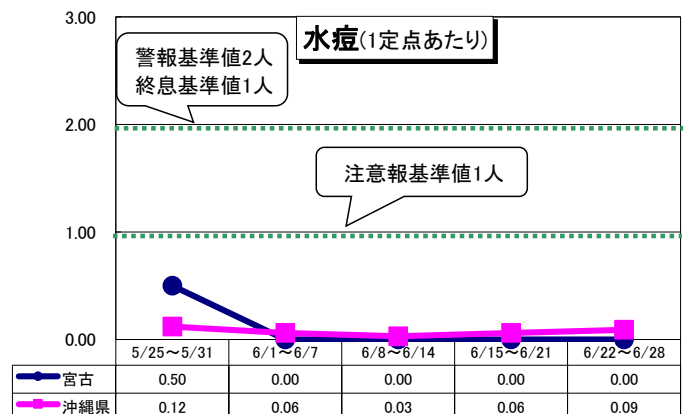 3.00
水痘(1定点あたり)
警報基準値2人
終息基準値1人
2.00
注意報基準値1人
1.00
0.00
5/25～5/31 6/1～6/7 6/8～6/14 6/15～6/21 6/22～6/28
宮古 0.50 0.00 0.00 0.00 0.00
沖縄県 0.12 0.06 0.03 0.06 0.09